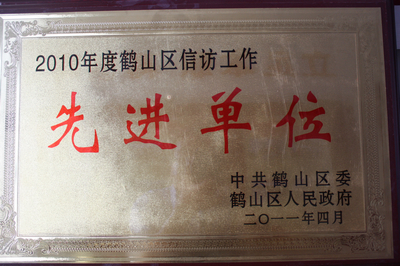 2010年度鹤山区信访工作
先进单位
中共鹤山区委
鹤山区人民政府
二〇一一年四月